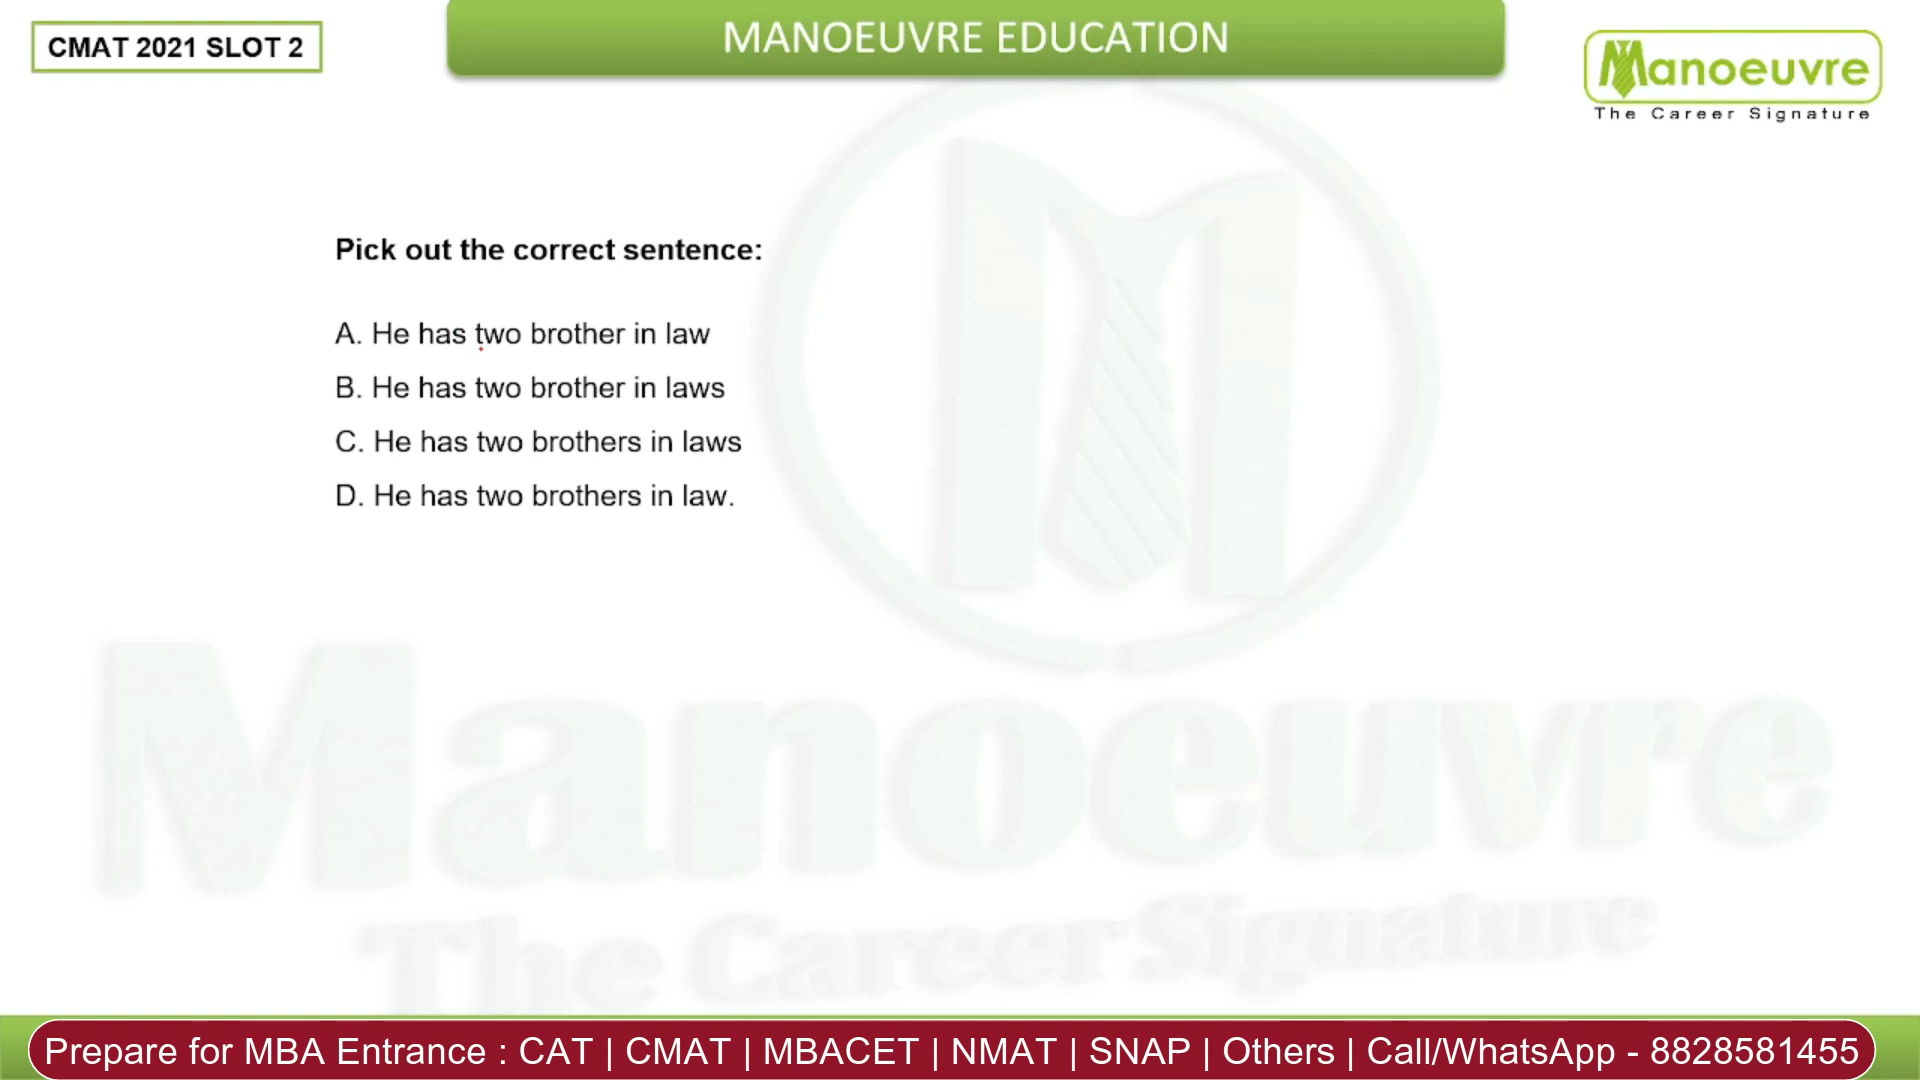 CMAT 2021 SLOT 2
MANOEUVRE EDUCATION
Manoeuvre
The Career Signature
Pick out the correct sentence:
A. He has two brother in law
B. He has two brother in laws
C. He has two brothers in laws
D. He has two brothers in law.
Manoeuvre
The Career Signature
Prepare for MBA Entrance : CAT | CMAT | MBACET | NMAT | SNAP | Others | Call/WhatsApp - 8828581455